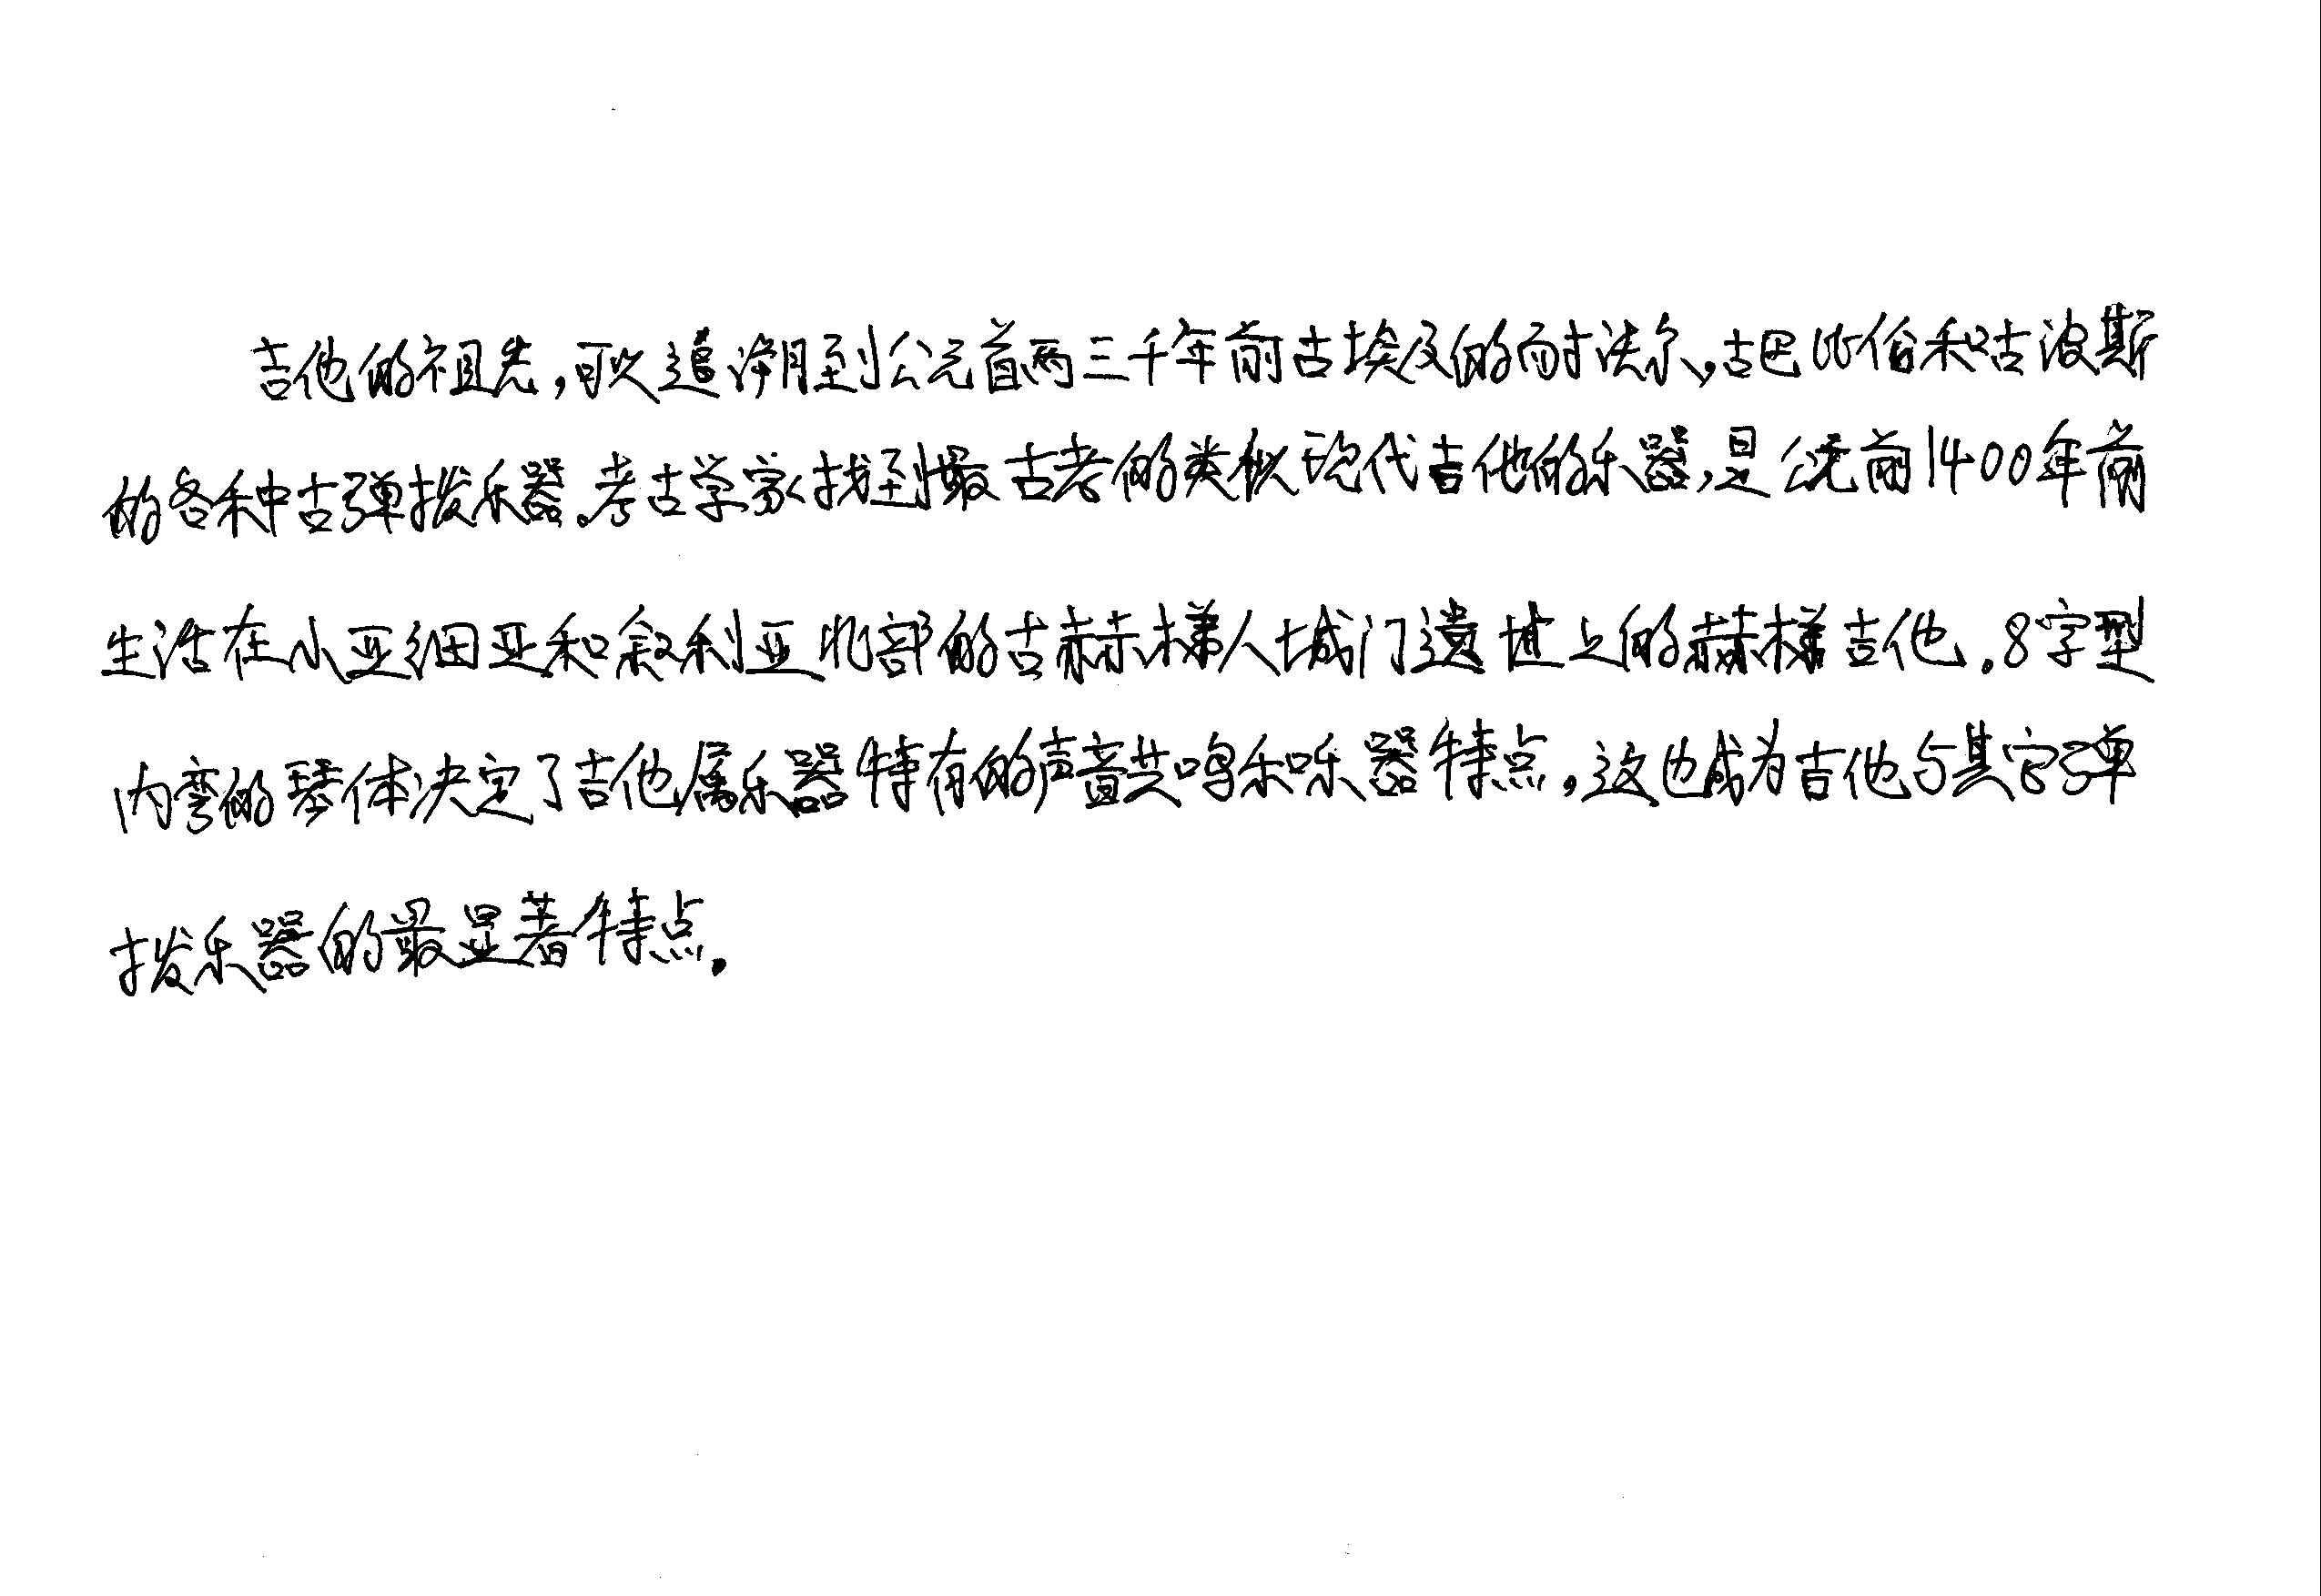 吉他的祖先,可以追溯到公元前两三千年前古埃及的耐法尔,古巴比伦和古波斯
的各种古弹拨乐器。考古学家找到最古老的类似现代吉他的乐器,是公元前1400年前
生活在小亚细亚和叙利亚北部的古赫梯人城门遗址上的赫梯吉他.8字型
内弯的琴体决定了吉他属乐器特有的声音共鸣乐器特点,这也成为吉他与其它弹
拨乐器的最显著特点.